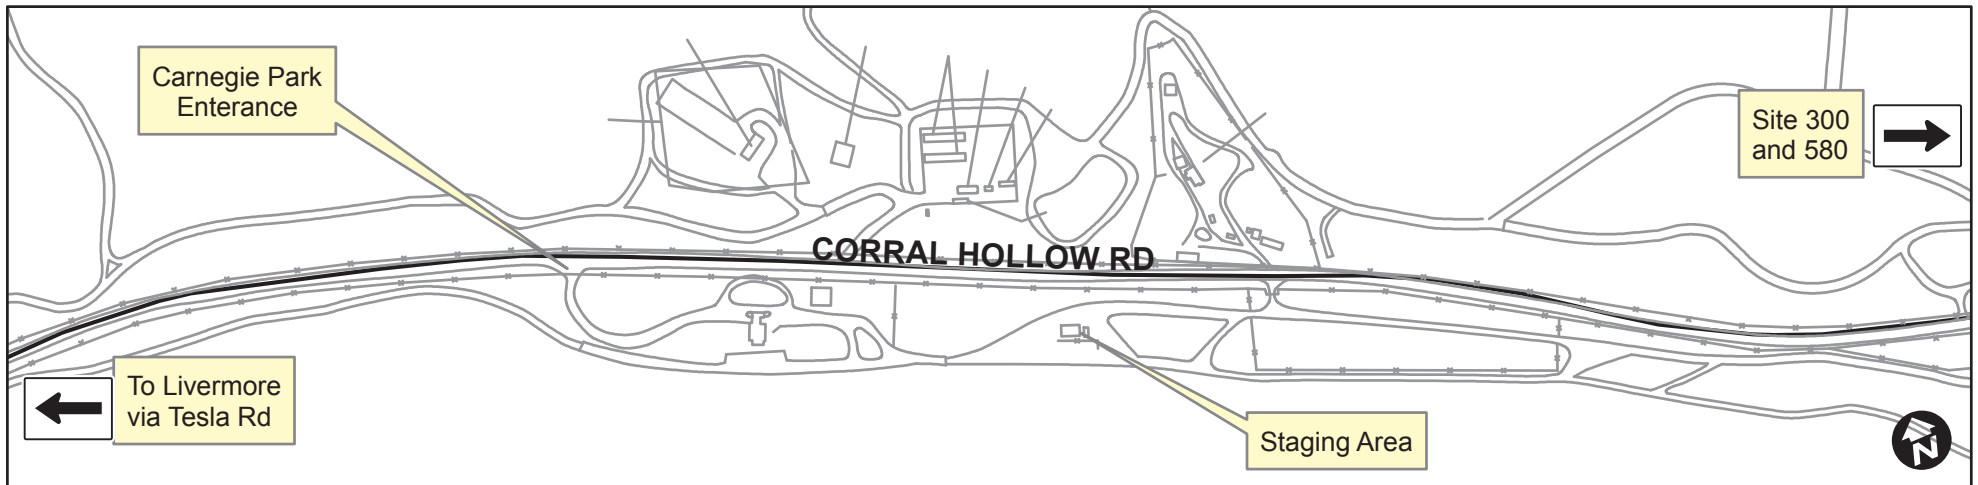 Carnegie Park
Enterance
Site 300
and 580
CORRAL HOLLOW RD
To Livermore
via Tesla Rd
Staging Area
N